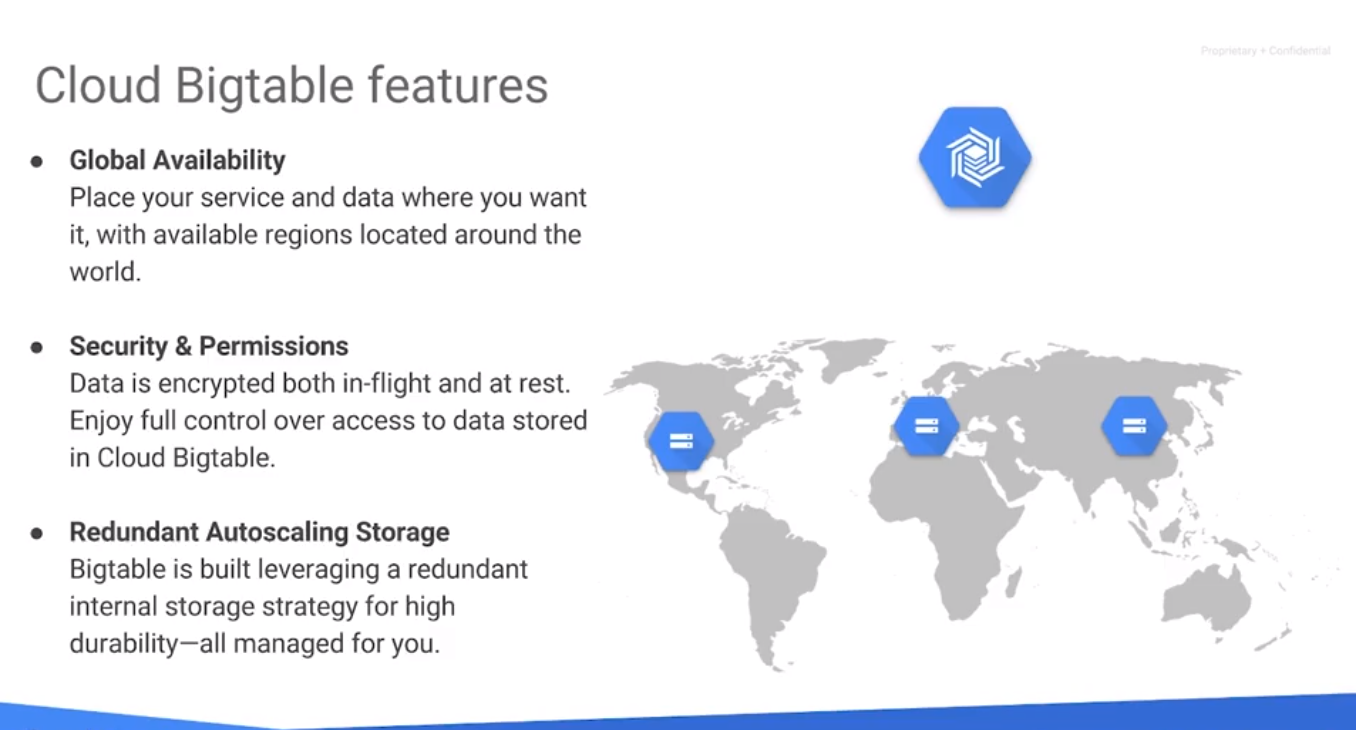 Proprietary + Confidential
Cloud Bigtable features
● Global Availability
Place your service and data where you want
it, with available regions located around the
world.
● Security & Permissions
Data is encrypted both in-flight and at rest.
Enjoy full control over access to data stored
in Cloud Bigtable.
● Redundant Autoscaling Storage
Bigtable is built leveraging a redundant
internal storage strategy for high
durability—all managed for you.